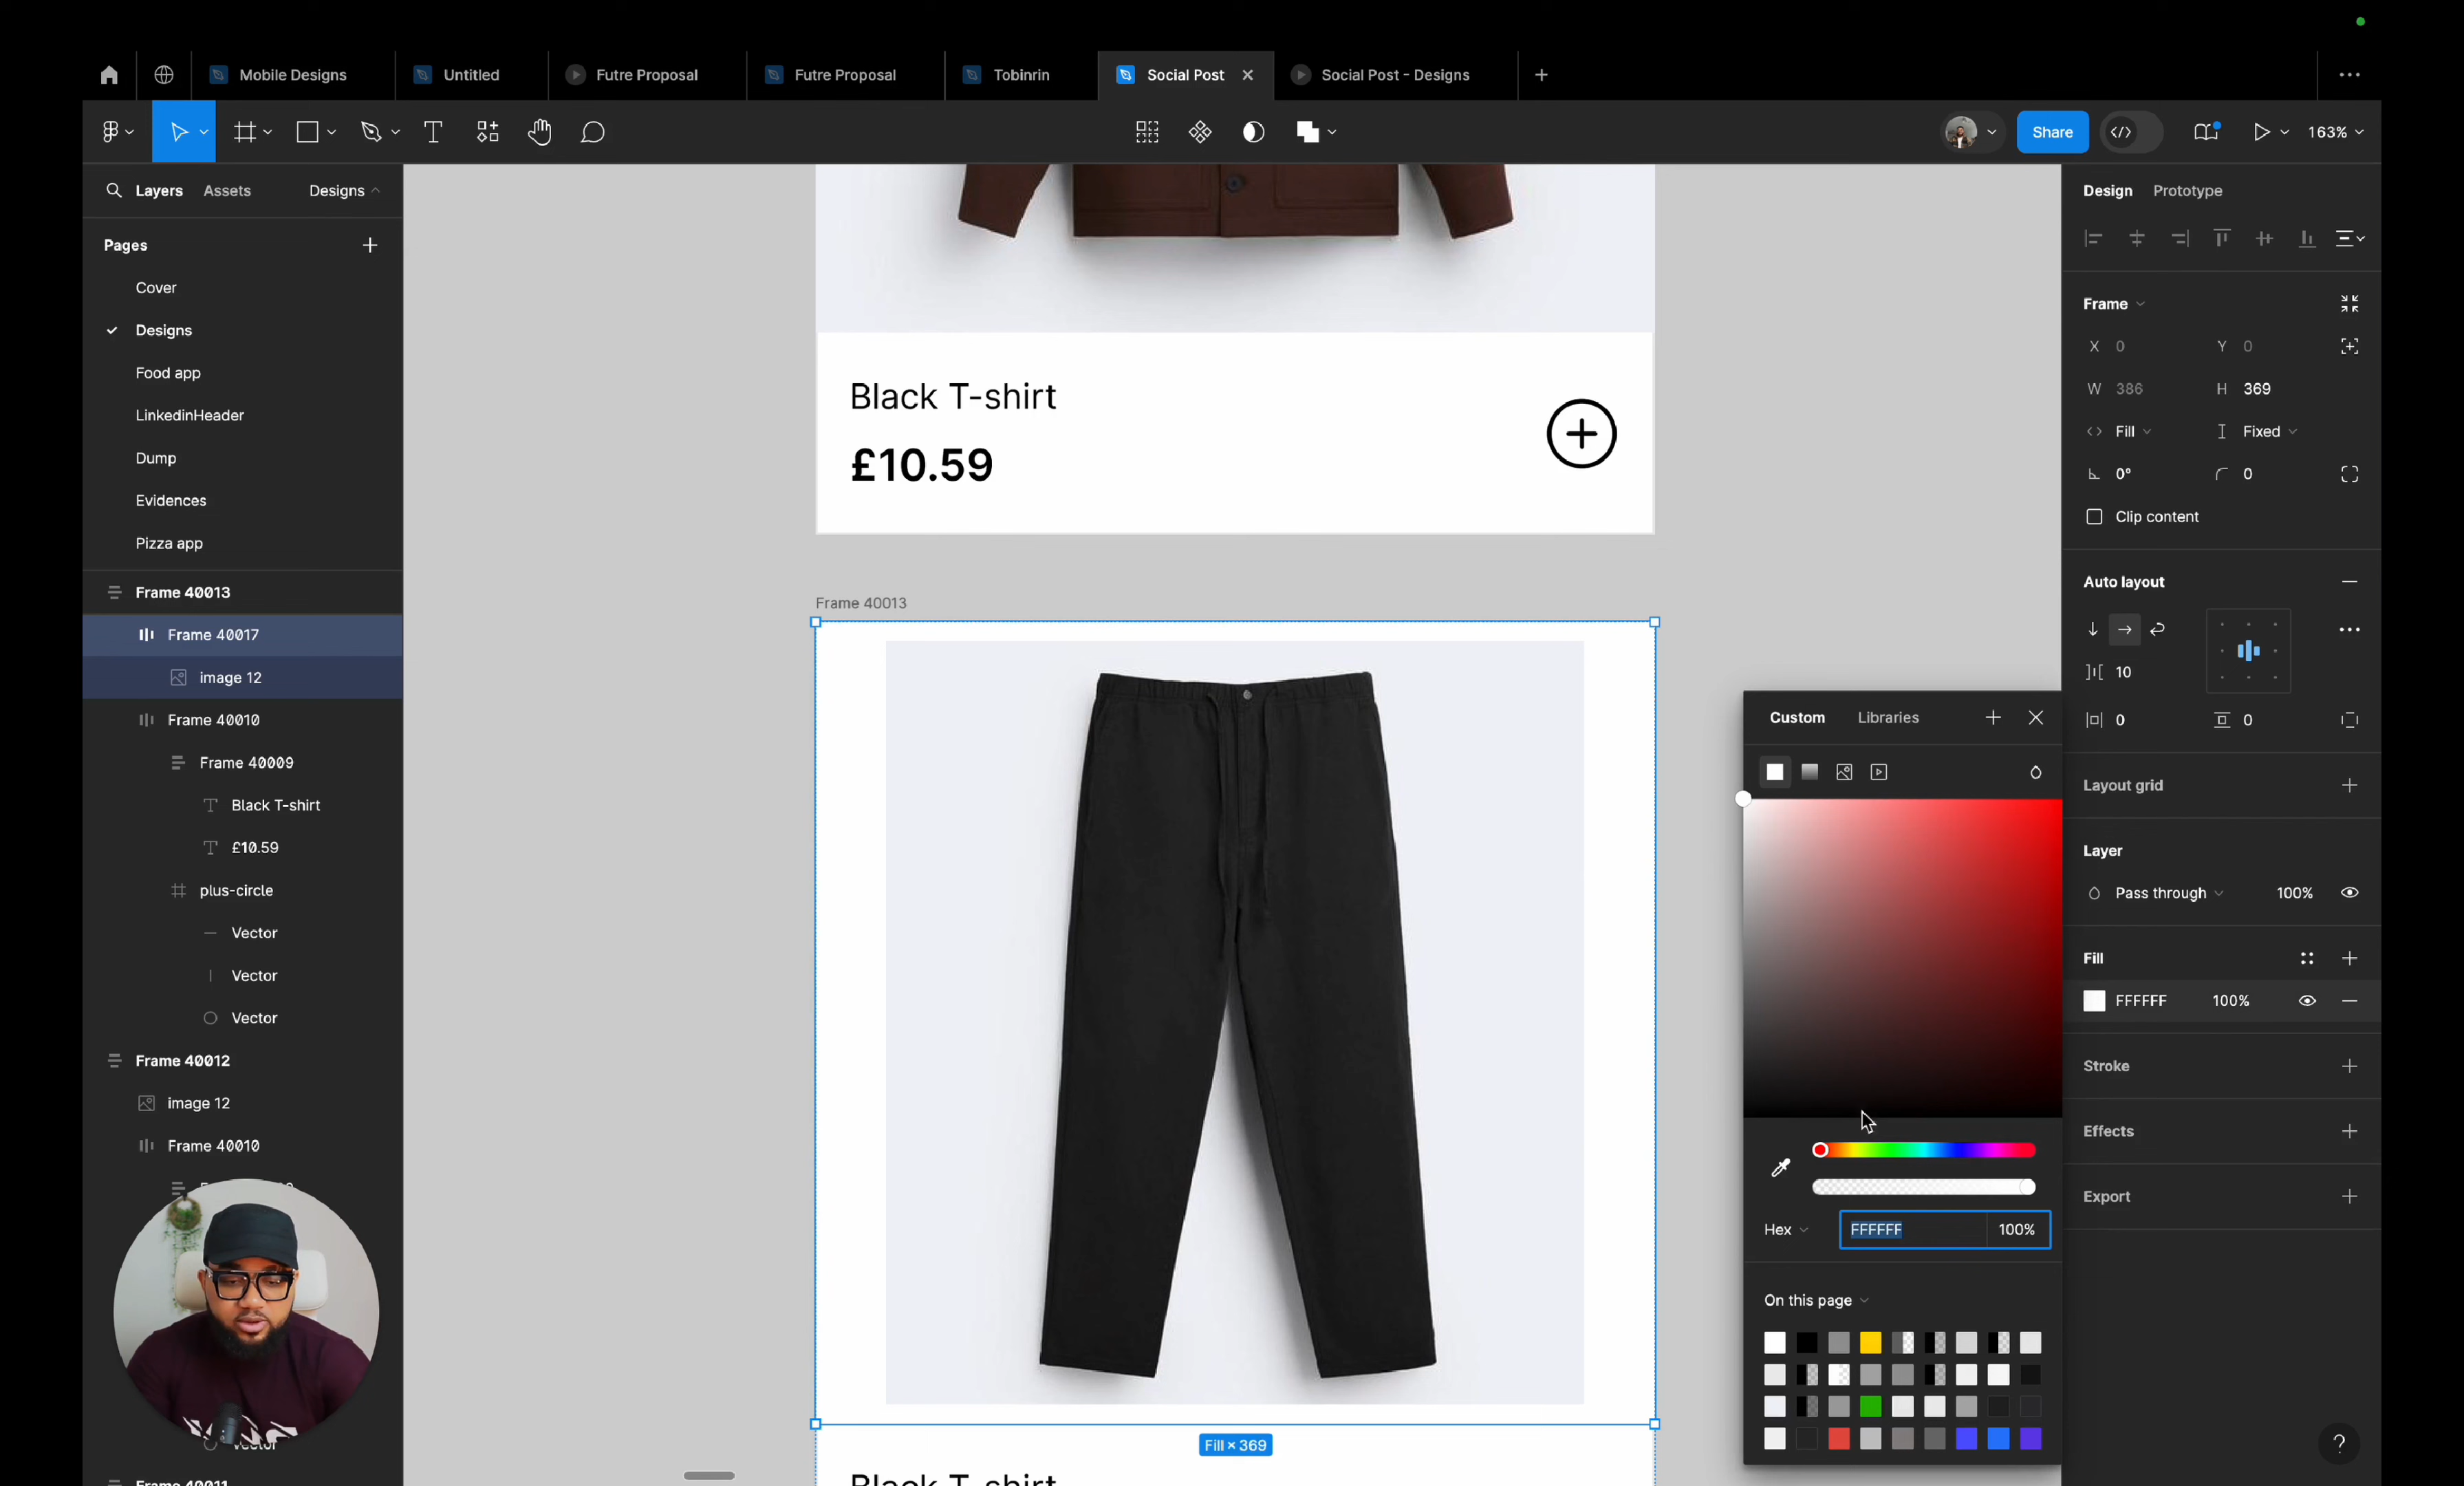 Mobile Designs
Untitled
Futre Proposal
Futre Proposal
Tobinrin
Social Post
Social Post - Designs
Share
163%
Layers
Assets
Designs
Pages
Cover
Designs
Food app
LinkedinHeader
Dump
Evidences
Pizza app
Frame 40013
Frame 40017
image 12
Frame 40010
Frame 40009
Black T-shirt
£10.59
plus-circle
Vector
Vector
Vector
Frame 40012
image 12
Frame 40010
Vector
Frame 40011
Black T-shirt
£10.59
Frame 40013
Fill × 369
Black T-shirt
Custom
Libraries
Hex
FFFFFF
100%
On this page
Design
Prototype
Frame
X 0
Y 0
W 386
H 369
Fill
Fixed
0°
0
Clip content
Auto layout
10
0
0
Layout grid
Layer
Pass through
100%
Fill
FFFFFF
100%
Stroke
Effects
Export
?